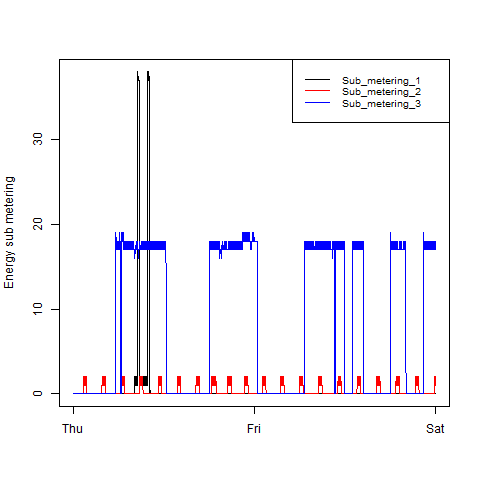 Sub_metering_1
Sub_metering_2
Sub_metering_3
Energy sub metering
30
20
10
0
Thu Fri Sat